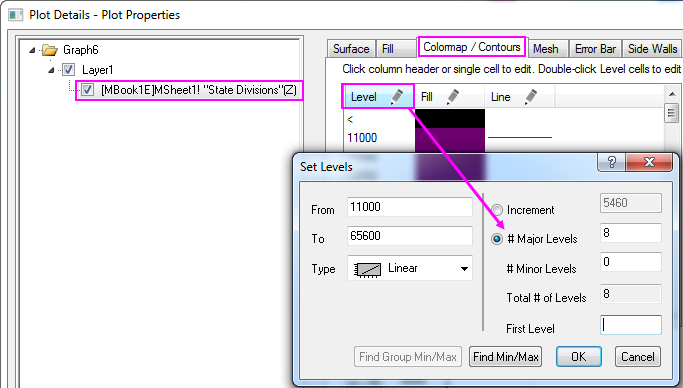 Plot Details - Plot Properties
Graph6
Layer1
[MBook1E]MSheet1! "State Divisions"(Z)
Surface Fill Colormap / Contours Mesh Error Bar Side Walls
Click column header or single cell to edit. Double-click Level cells to edit
Level Fill Line
<
11000
Set Levels
From 11000
To 65600
Type Linear
Increment 5460
# Major Levels 8
# Minor Levels 0
Total # of Levels 8
First Level
Find Group Min/Max Find Min/Max OK Cancel